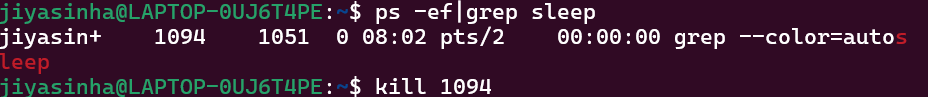 jiyasinha@LAPTOP-0UJ6T4PE:~$ ps -ef|grep sleep
jiyasin+    1094    1051  0 08:02 pts/2    00:00:00 grep --color=autos
leep
jiyasinha@LAPTOP-0UJ6T4PE:~$ kill 1094